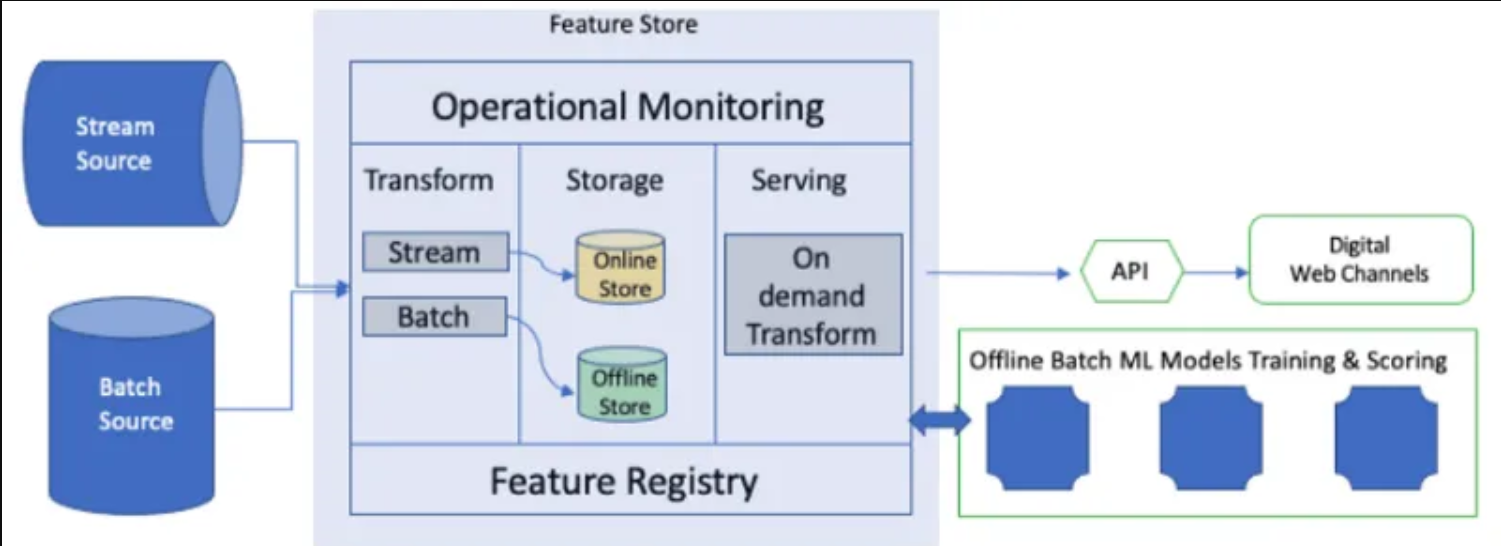 Feature Store
Operational Monitoring
Stream
Source
Transform
Storage
Serving
Stream
Batch
Online
Store
Offline
Store
On
demand
Transform
API
Digital
Web Channels
Batch
Source
Offline Batch ML Models Training & Scoring
Feature Registry